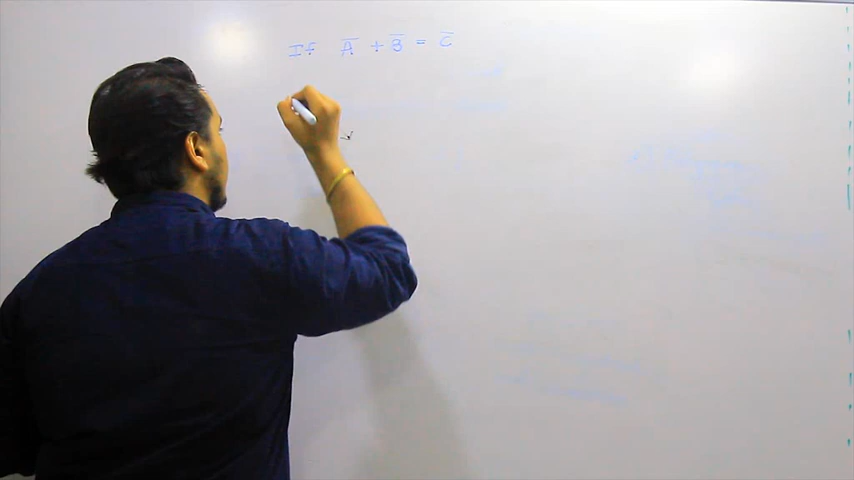 If A̅ + B̅ = C̅